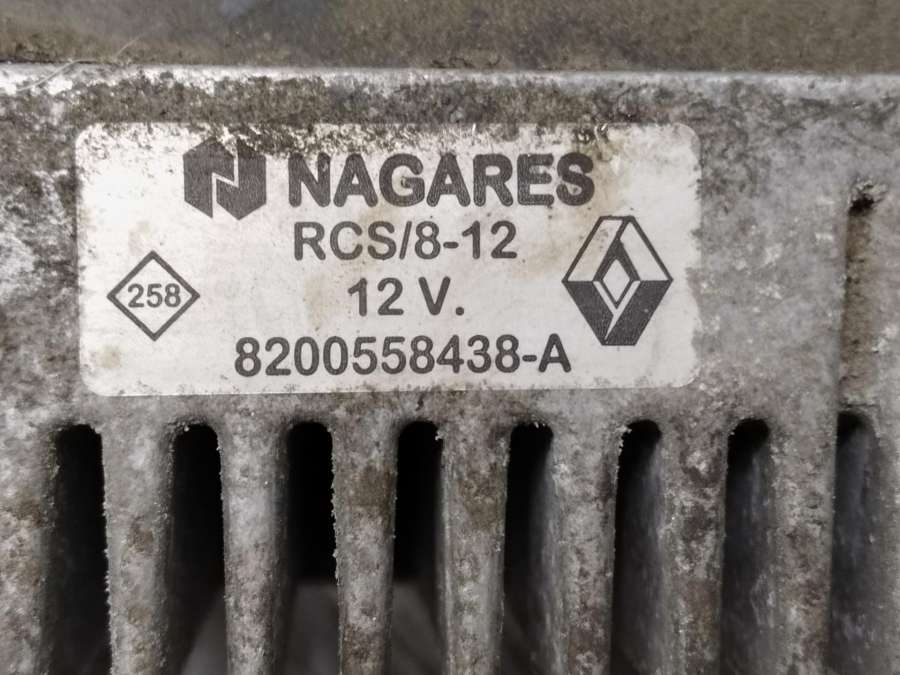 NAGARES
RCS/8-12
258
12 V.
8200558438-A